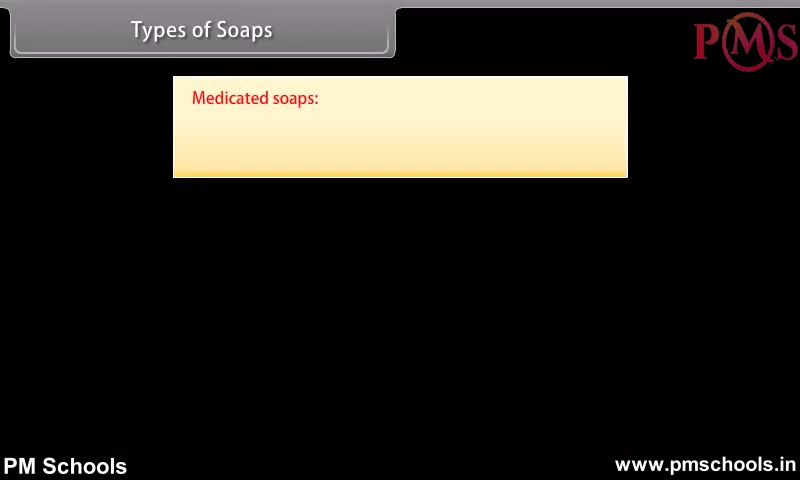 Types of Soaps
PMS
Medicated soaps:
PM Schools
www.pmschools.in